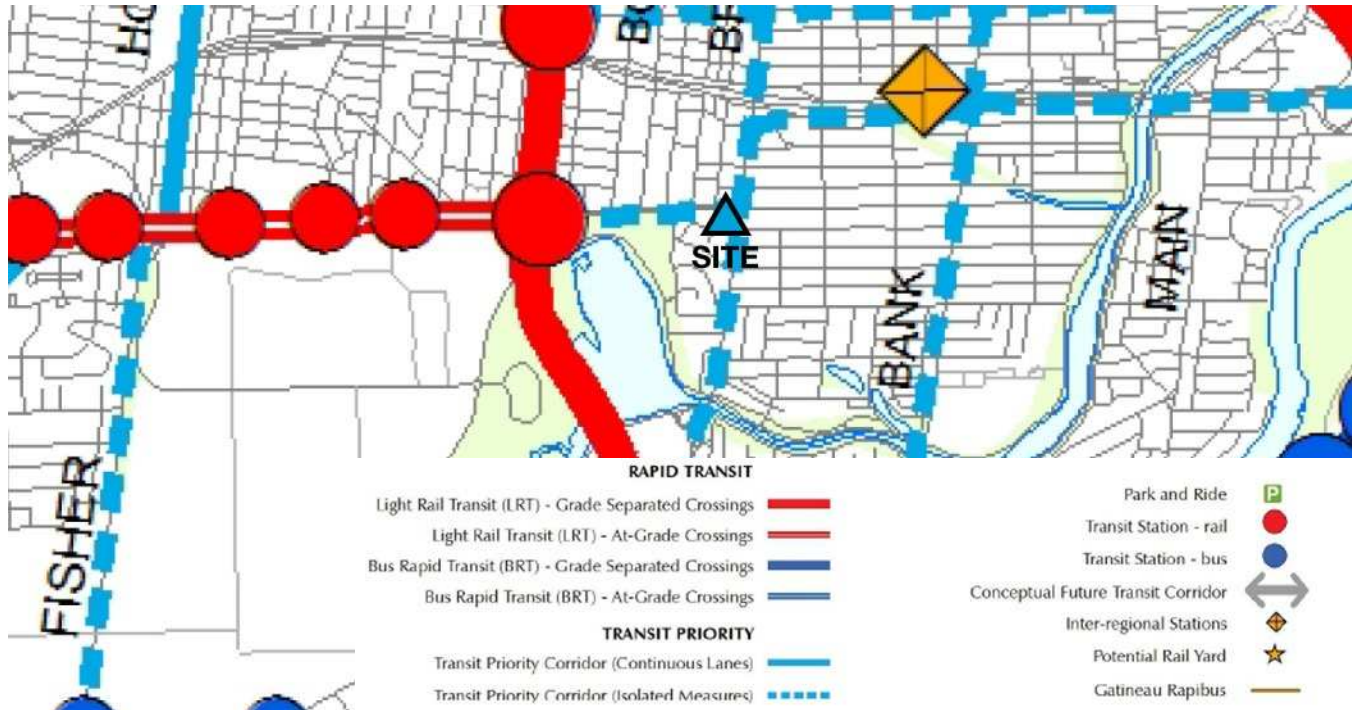 HO
BO
BR
SITE
BANK
MAIN
FISHER
RAPID TRANSIT
Light Rail Transit (LRT) - Grade Separated Crossings
Light Rail Transit (LRT) - At-Grade Crossings
Bus Rapid Transit (BRT) - Grade Separated Crossings
Bus Rapid Transit (BRT) - At-Grade Crossings
TRANSIT PRIORITY
Transit Priority Corridor (Continuous Lanes)
Transit Priority Corridor (Isolated Measures)
Park and Ride P
Transit Station - rail
Transit Station - bus
Conceptual Future Transit Corridor
Inter-regional Stations
Potential Rail Yard
Gatineau Rapibus